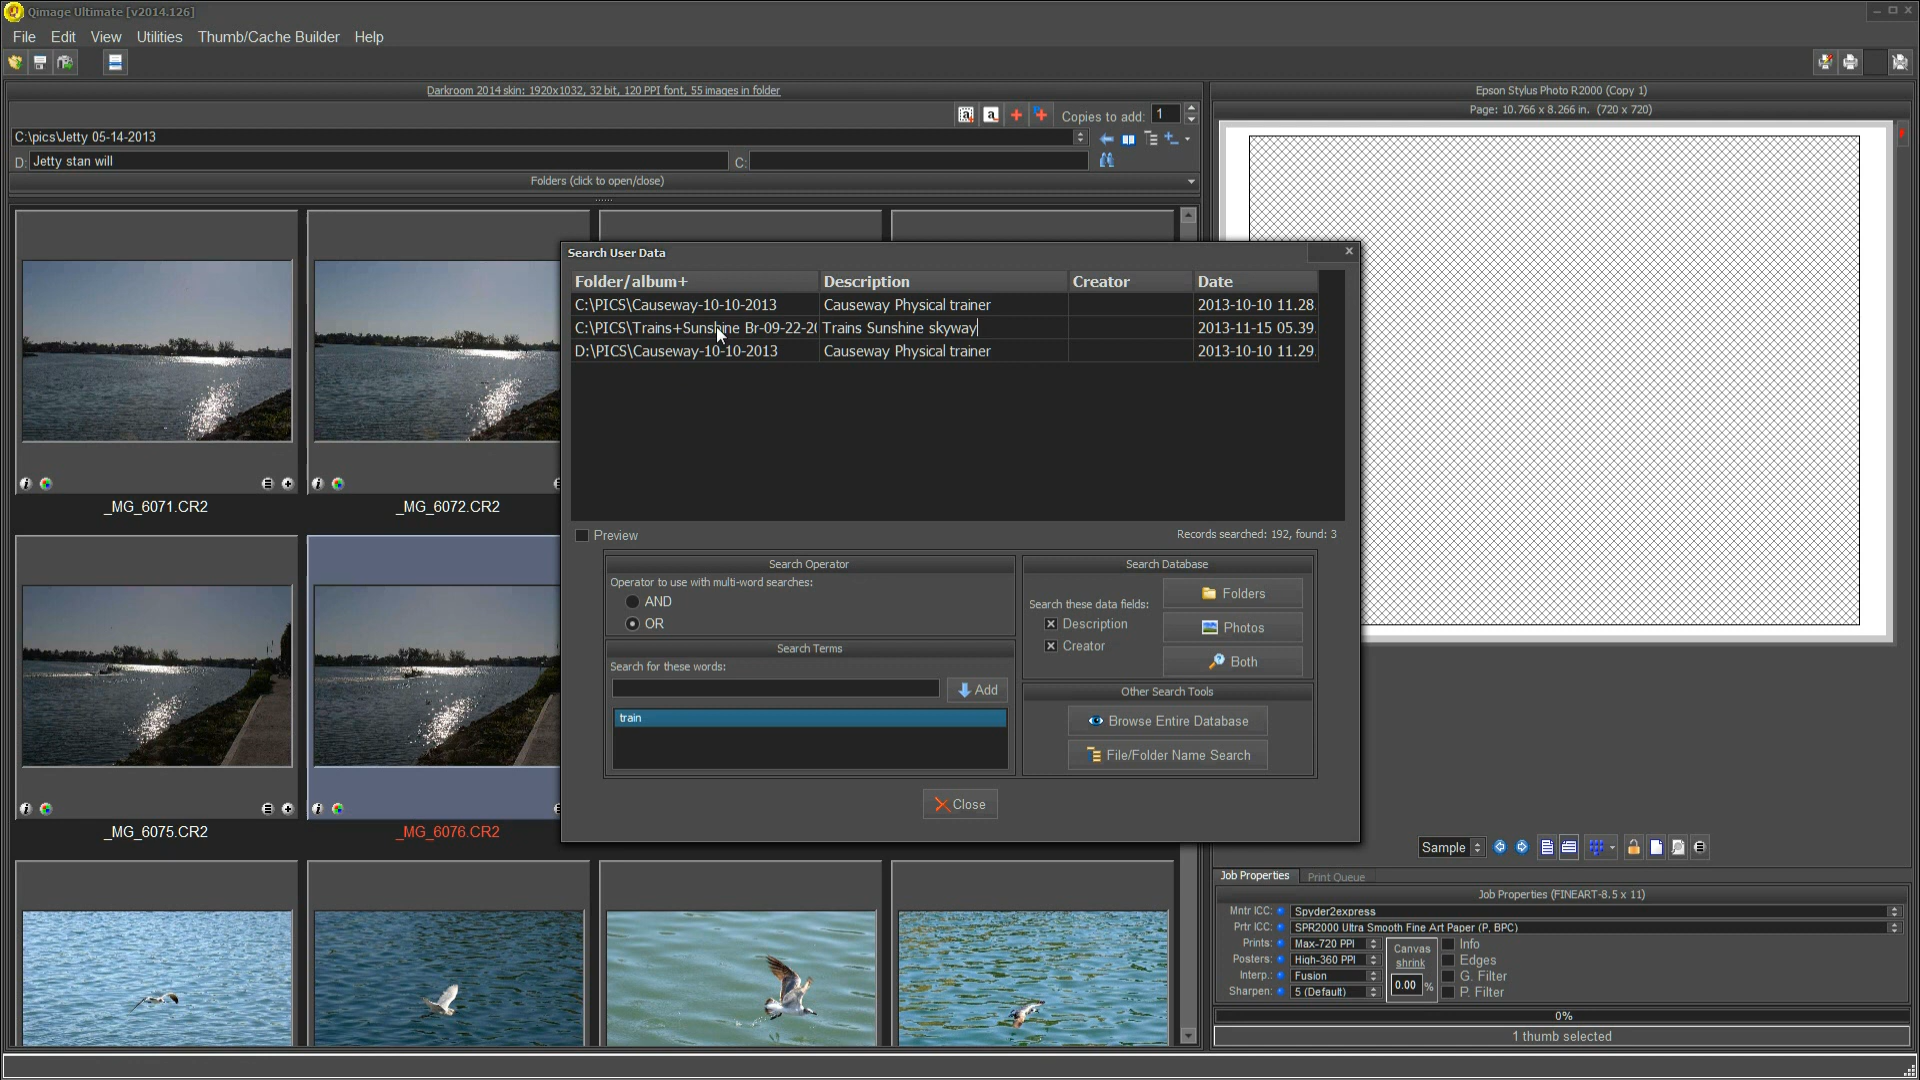 Qimage Ultimate [v2014.126]
File Edit View Utilities Thumb/Cache Builder Help
Darkroom 2014 skin: 1920x1032, 32 bit, 120 PPI font, 55 images in folder
Copies to add: 1
C:\pics\Jetty 05-14-2013
D: Jetty stan will C:
Folders (click to open/close)
_MG_6071.CR2
_MG_6072.CR2
_MG_6075.CR2
_MG_6076.CR2
Search User Data
Folder/album+ Description Creator Date
C:\PICS\Causeway-10-10-2013 Causeway Physical trainer 2013-10-10 11.28.
C:\PICS\Trains+Sunshine Br-09-22-20 Trains Sunshine skyway 2013-11-15 05.39.
D:\PICS\Causeway-10-10-2013 Causeway Physical trainer 2013-10-10 11.29.
Preview
Records searched: 192, found: 3
Search Operator
Operator to use with multi-word searches:
AND
OR
Search Terms
Search for these words:
Add
train
Search Database
Search these data fields:
Description
Creator
Folders
Photos
Both
Other Search Tools
Browse Entire Database
File/Folder Name Search
Close
Epson Stylus Photo R2000 (Copy 1)
Page: 10.766 x 8.266 in. (720 x 720)
Sample
Job Properties Print Queue
Job Properties (FINEART-8.5 x 11)
Mntr ICC: Spyder2express
Prtr ICC: SPR2000 Ultra Smooth Fine Art Paper (P, BPC)
Prints: Max-720 PPI
Posters: High-360 PPI
Interp.: Fusion
Sharpen: 5 (Default)
Canvas
shrink
0.00 %
Info
Edges
G. Filter
P. Filter
0%
1 thumb selected